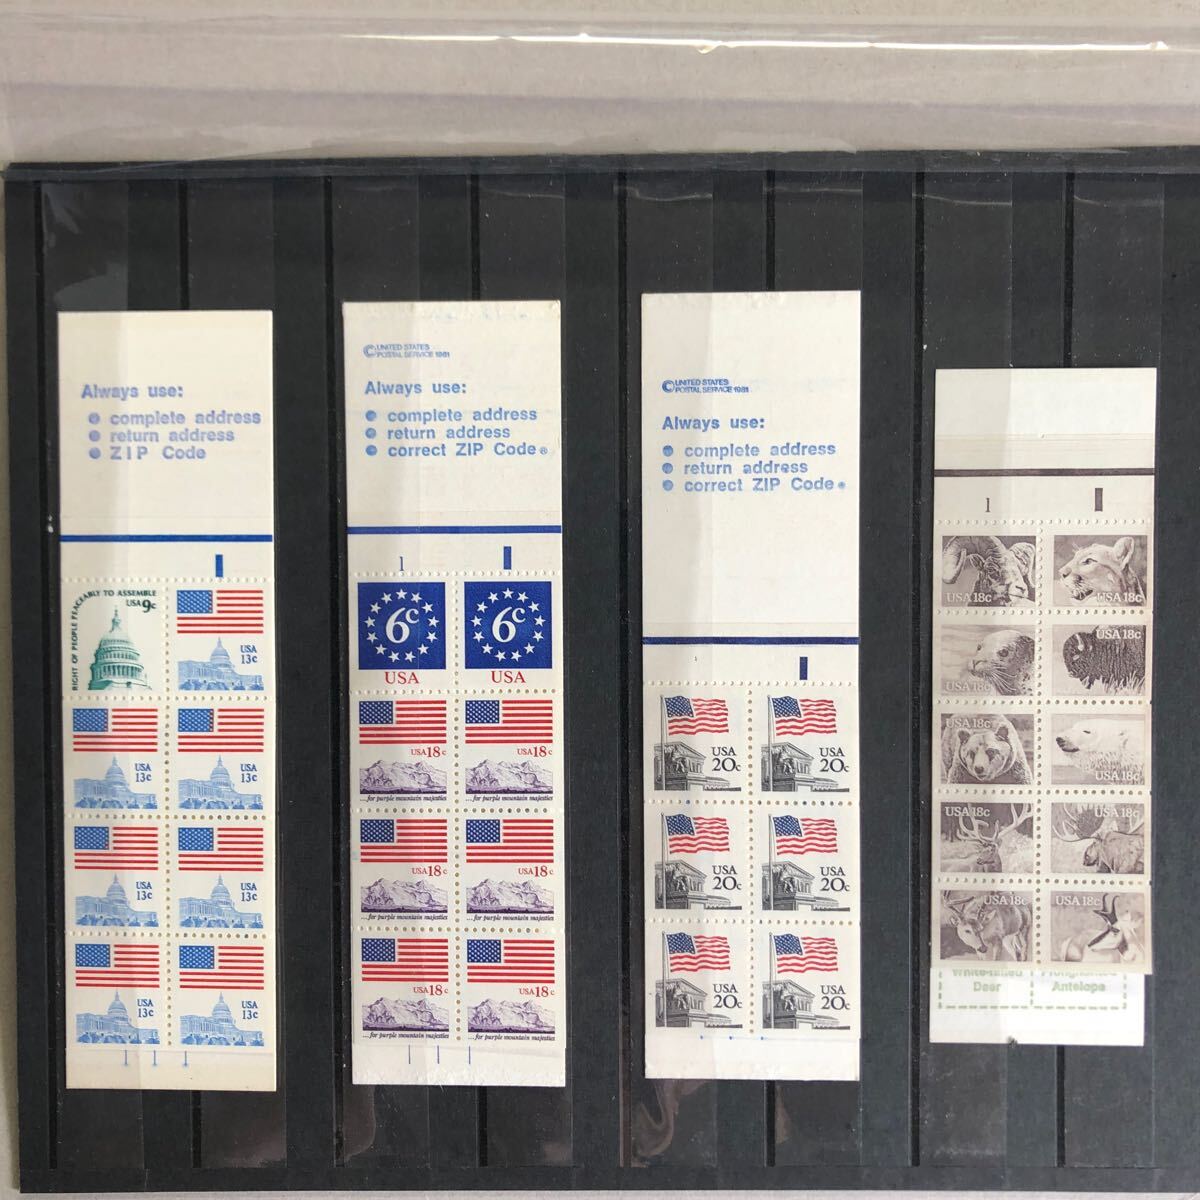 Always use:
complete address
return address
ZIP Code
RIGHT OF PEOPLE PEACEABLY TO ASSEMBLE
USA 9c
USA
13c
USA
13c
USA
13c
USA
13c
USA
13c
USA
13c
USA
13c
© UNITED STATES
POSTAL SERVICE 1981
Always use:
complete address
return address
correct ZIP Code®
1
6c
USA
6c
USA
USA 18c
...for purple mountain majesties
USA 18c
...for purple mountain majesties
USA 18c
...for purple mountain majesties
USA 18c
...for purple mountain majesties
USA 18c
...for purple mountain majesties
USA 18c
...for purple mountain majesties
© UNITED STATES
POSTAL SERVICE 1981
Always use:
complete address
return address
correct ZIP Code®
USA
20c
USA
20c
USA
20c
USA
20c
USA
20c
USA
20c
1
USA 18c
USA 18c
USA 18c
USA 18c
USA 18c
USA 18c
USA 18c
USA 18c
USA 18c
USA 18c
White-tailed
Deer
Pronghorned
Antelope